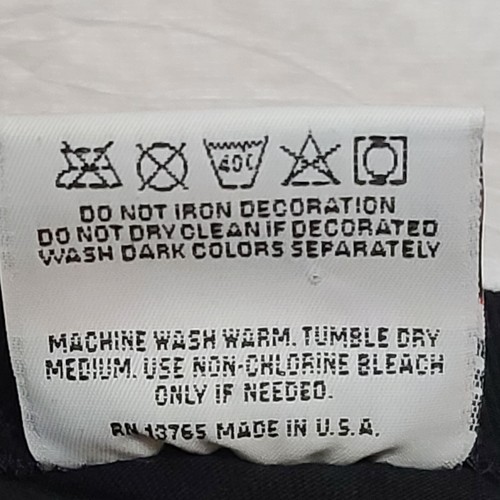 40C
DO NOT IRON DECORATION
DO NOT DRY CLEAN IF DECORATED
WASH DARK COLORS SEPARATELY
MACHINE WASH WARM. TUMBLE DRY
MEDIUM. USE NON-CHLORINE BLEACH
ONLY IF NEEDED.
RN 13765 MADE IN U.S.A.